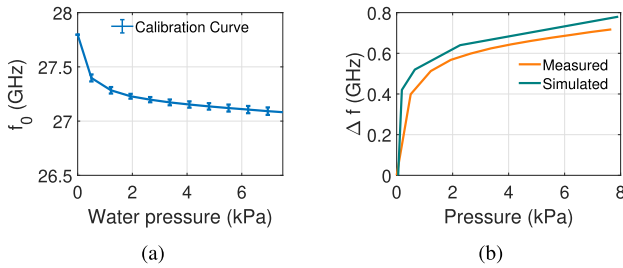 28
27.5
27
26.5
f₀ (GHz)
Calibration Curve
0
2
4
6
Water pressure (kPa)
(a)
0.8
0.6
0.4
0.2
0
Δ f (GHz)
Measured
Simulated
0
2
4
6
8
Pressure (kPa)
(b)